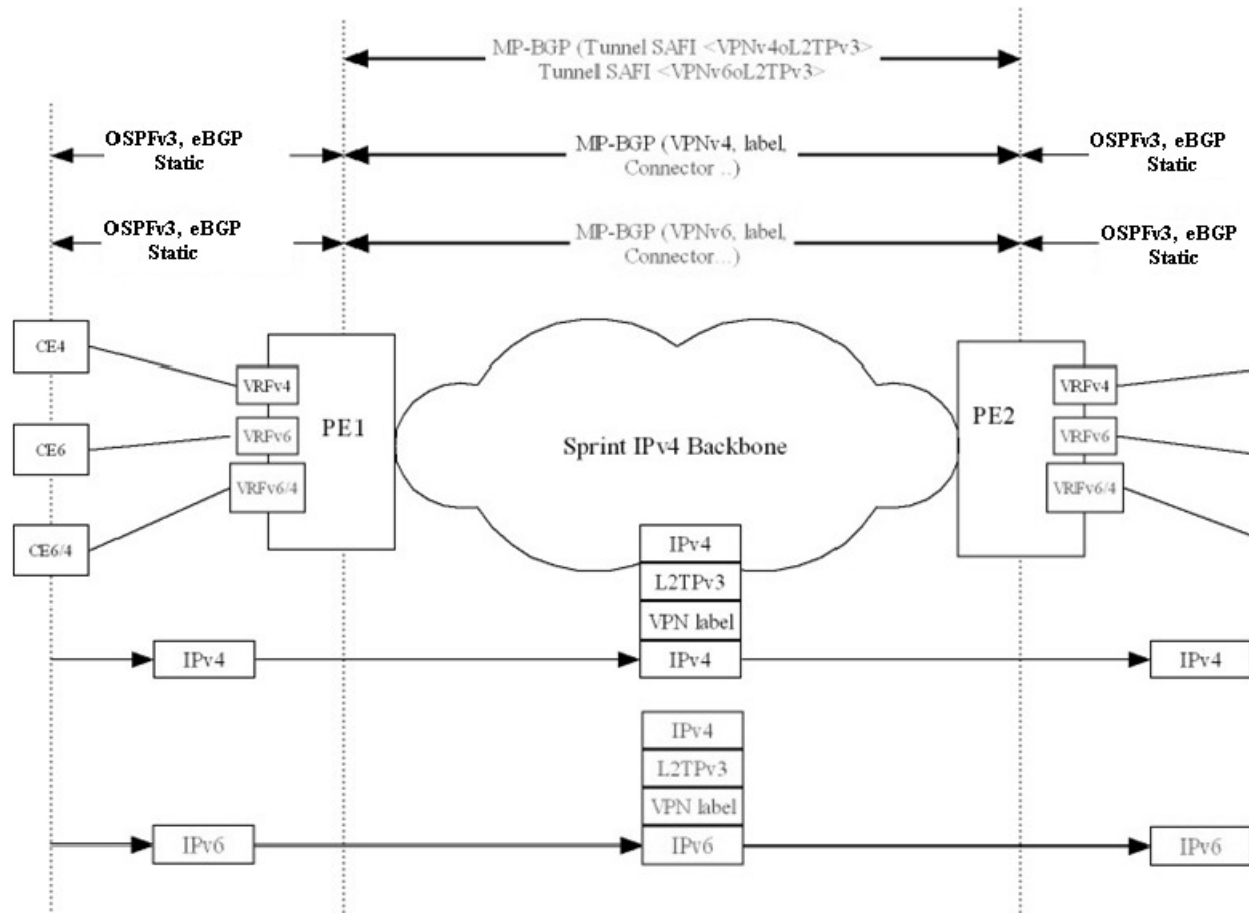 MP-BGP (Tunnel SAFI <VPNv4oL2TPv3>
Tunnell SAFI <VPNv6oL2TPv3>
OSPFv3, eBGP
Static
MP-BGP (VPNv4, label,
Connector ..)
OSPFv3, eBGP
Static
OSPFv3, eBGP
Static
MP-BGP (VPNv6, label,
Connector...)
OSPFv3, eBGP
Static
CE4
VRFv4
VRFv4
PE1
PE2
CE6
VRFv6
VRFv6
Sprint IPv4 Backbone
VRFv6/4
VRFv6/4
CE6/4
IPv4
L2TPv3
VPN label
IPv4
IPv4
IPv4
IPv4
L2TPv3
VPN label
IPv6
IPv6
IPv6